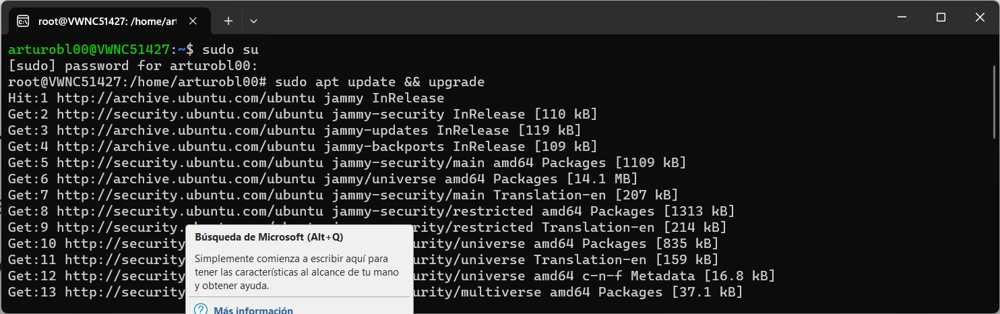 root@VWNC51427: /home/art
arturobl00@VWNC51427:~$ sudo su
[sudo] password for arturobl00:
root@VWNC51427:/home/arturobl00# sudo apt update && upgrade
Hit:1 http://archive.ubuntu.com/ubuntu jammy InRelease
Get:2 http://security.ubuntu.com/ubuntu jammy-security InRelease [110 kB]
Get:3 http://archive.ubuntu.com/ubuntu jammy-updates InRelease [119 kB]
Get:4 http://archive.ubuntu.com/ubuntu jammy-backports InRelease [109 kB]
Get:5 http://security.ubuntu.com/ubuntu jammy-security/main amd64 Packages [1109 kB]
Get:6 http://archive.ubuntu.com/ubuntu jammy/universe amd64 Packages [14.1 MB]
Get:7 http://security.ubuntu.com/ubuntu jammy-security/main Translation-en [207 kB]
Get:8 http://security.ubuntu.com/ubuntu jammy-security/restricted amd64 Packages [1313 kB]
Get:9 http://security.ubuntu.com/ubuntu jammy-security/restricted Translation-en [214 kB]
Get:10 http://security urity/universe amd64 Packages [835 kB]
Get:11 http://security urity/universe Translation-en [159 kB]
Get:12 http://security urity/universe amd64 c-n-f Metadata [16.8 kB]
Get:13 http://security curity/multiverse amd64 Packages [37.1 kB]
Búsqueda de Microsoft (Alt+Q)
Simplemente comienza a escribir aquí para
tener las características al alcance de tu mano
y obtener ayuda.
Más información